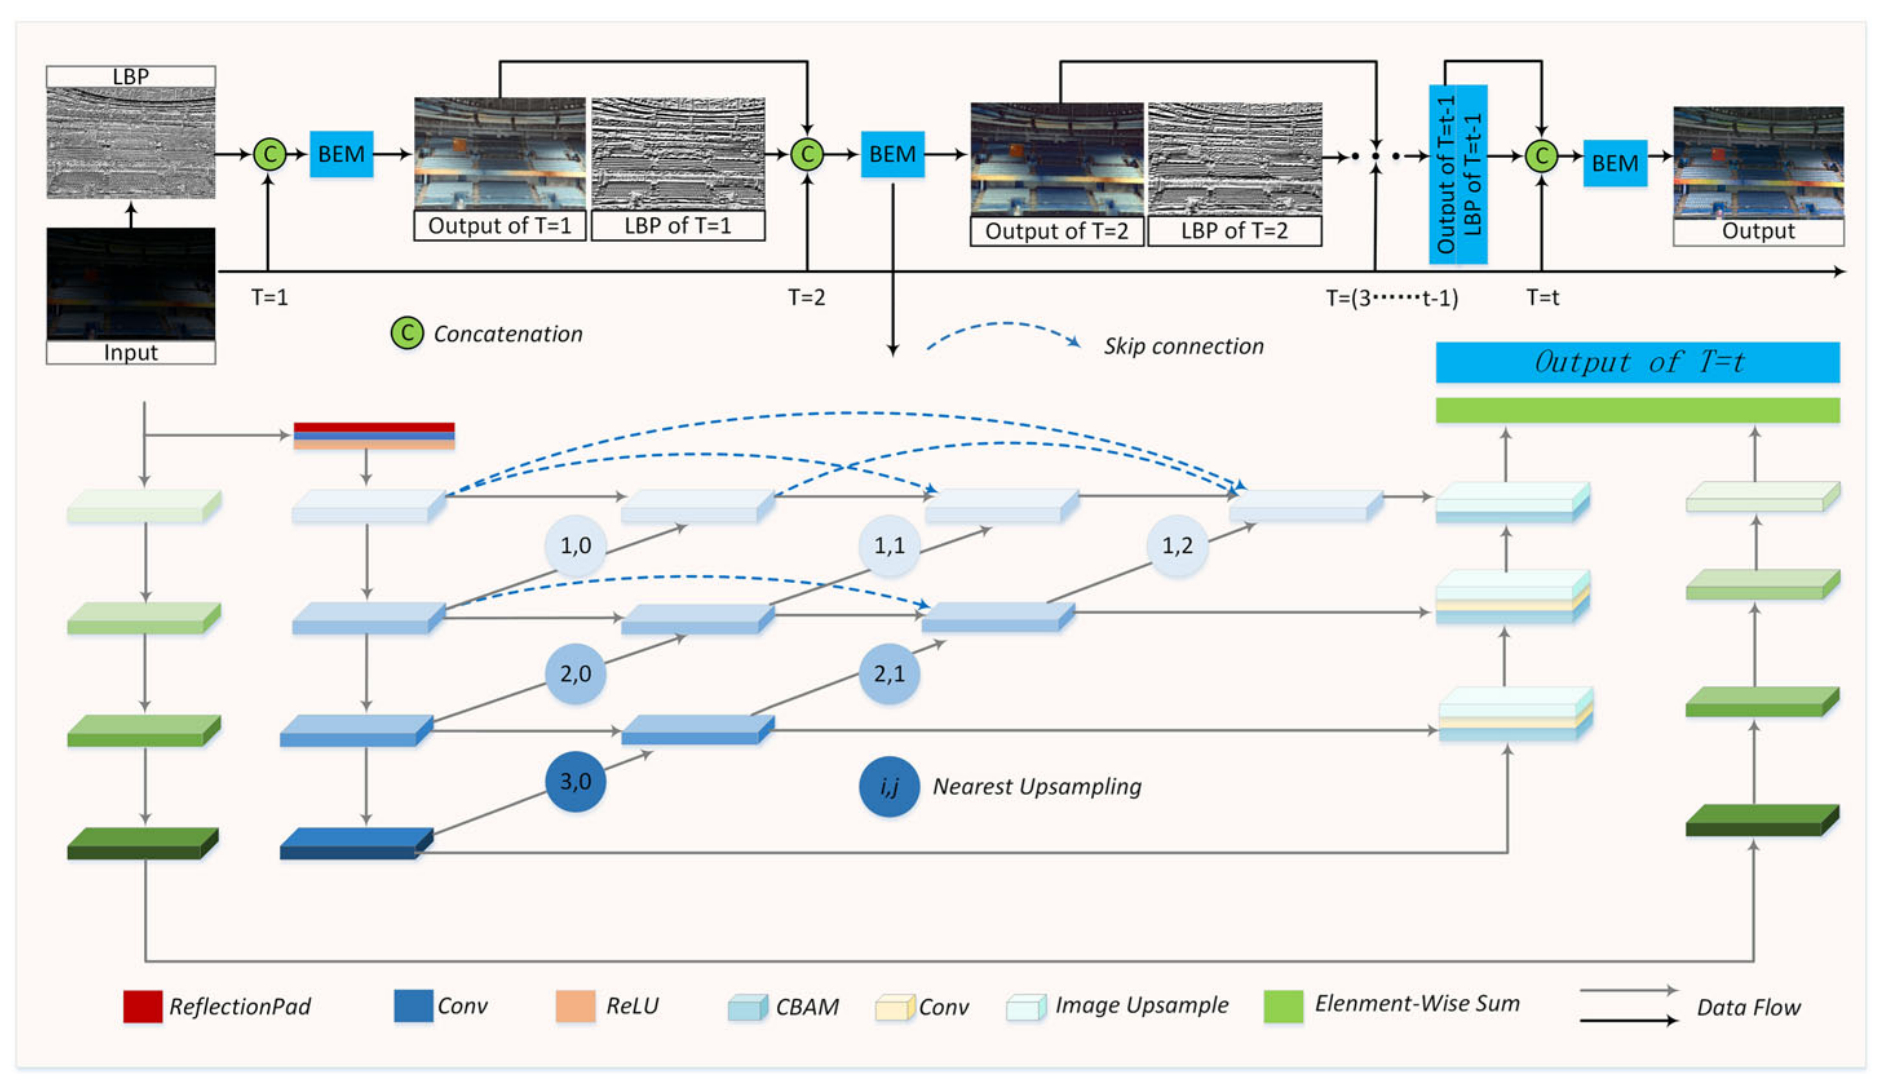 LBP
Input
C
BEM
Output of T=1
LBP of T=1
C
BEM
Output of T=2
LBP of T=2
Output of T=t-1
LBP of T=t-1
C
BEM
Output
T=1
T=2
T=(3······t-1)
T=t
C Concatenation
Skip connection
Output of T=t
1,0
1,1
1,2
2,0
2,1
3,0
i,j Nearest Upsampling
ReflectionPad
Conv
ReLU
CBAM
Conv
Image Upsample
Elenment-Wise Sum
Data Flow